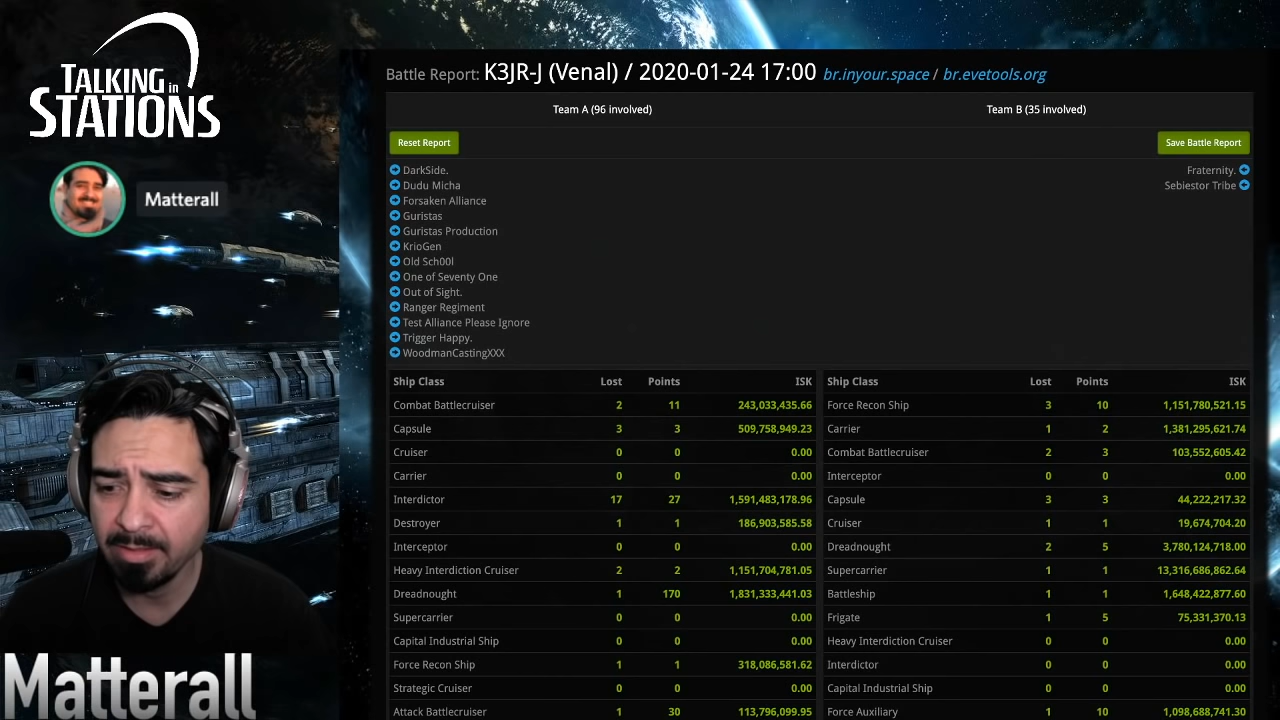 TALKING in
STATIONS
Matterall
Matterall
Battle Report: K3JR-J (Venal) / 2020-01-24 17:00 br.inyour.space / br.evetools.org
Team A (96 involved) Team B (35 involved)
Reset Report Save Battle Report
DarkSide. Fraternity.
Dudu Micha Sebiestor Tribe
Forsaken Alliance
Guristas
Guristas Production
KrioGen
Old Sch00l
One of Seventy One
Out of Sight.
Ranger Regiment
Test Alliance Please Ignore
Trigger Happy.
WoodmanCastingXXX
Ship Class Lost Points ISK Ship Class Lost Points ISK
Combat Battlecruiser 2 11 243,033,435.66 Force Recon Ship 3 10 1,151,780,521.15
Capsule 3 3 509,758,949.23 Carrier 1 2 1,381,295,621.74
Cruiser 0 0 0.00 Combat Battlecruiser 2 3 103,552,605.42
Carrier 0 0 0.00 Interceptor 0 0 0.00
Interdictor 17 27 1,591,483,178.96 Capsule 3 3 44,222,217.32
Destroyer 1 1 186,903,585.58 Cruiser 1 1 19,674,704.20
Interceptor 0 0 0.00 Dreadnought 2 5 3,780,124,718.00
Heavy Interdiction Cruiser 2 2 1,151,704,781.05 Supercarrier 1 1 13,316,686,862.64
Dreadnought 1 170 1,831,333,441.03 Battleship 1 1 1,648,422,877.60
Supercarrier 0 0 0.00 Frigate 1 5 75,331,370.13
Capital Industrial Ship 0 0 0.00 Heavy Interdiction Cruiser 0 0 0.00
Force Recon Ship 1 1 318,086,581.62 Interdictor 0 0 0.00
Strategic Cruiser 0 0 0.00 Capital Industrial Ship 0 0 0.00
Attack Battlecruiser 1 30 113,796,099.95 Force Auxiliary 1 10 1,098,688,741.30